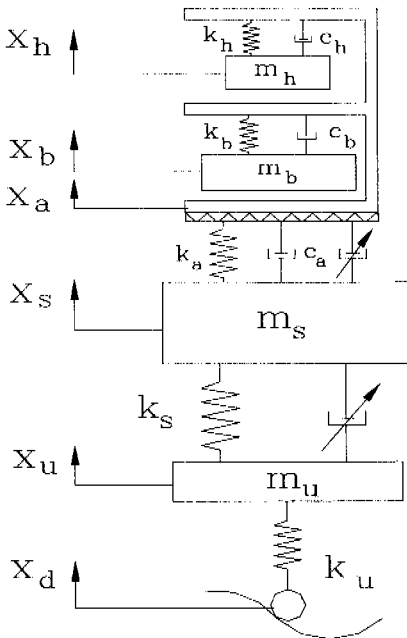 X_h k_h c_h
m_h
X_b k_b c_b
m_b
X_a
k_a c_a
X_s
m_s
k_s
X_u
m_u
X_d k_u